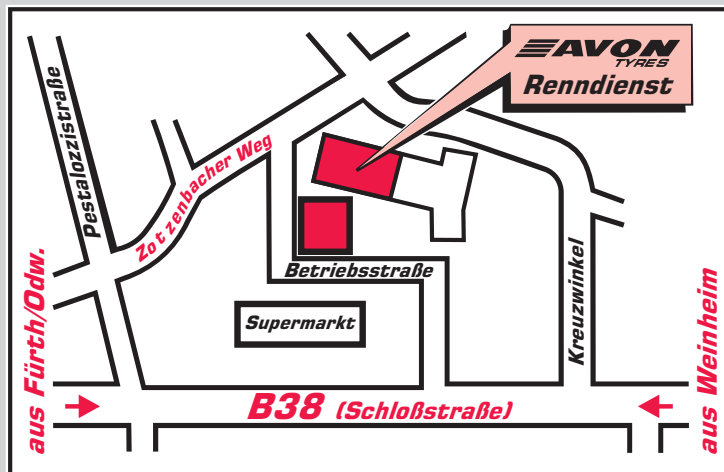 AVON
TYRES
Renndienst
Pestalozzistraße
Zotzenbacher Weg
Betriebsstraße
Kreuzwinkel
Supermarkt
aus Fürth/Odw.
aus Weinheim
B38 (Schloßstraße)